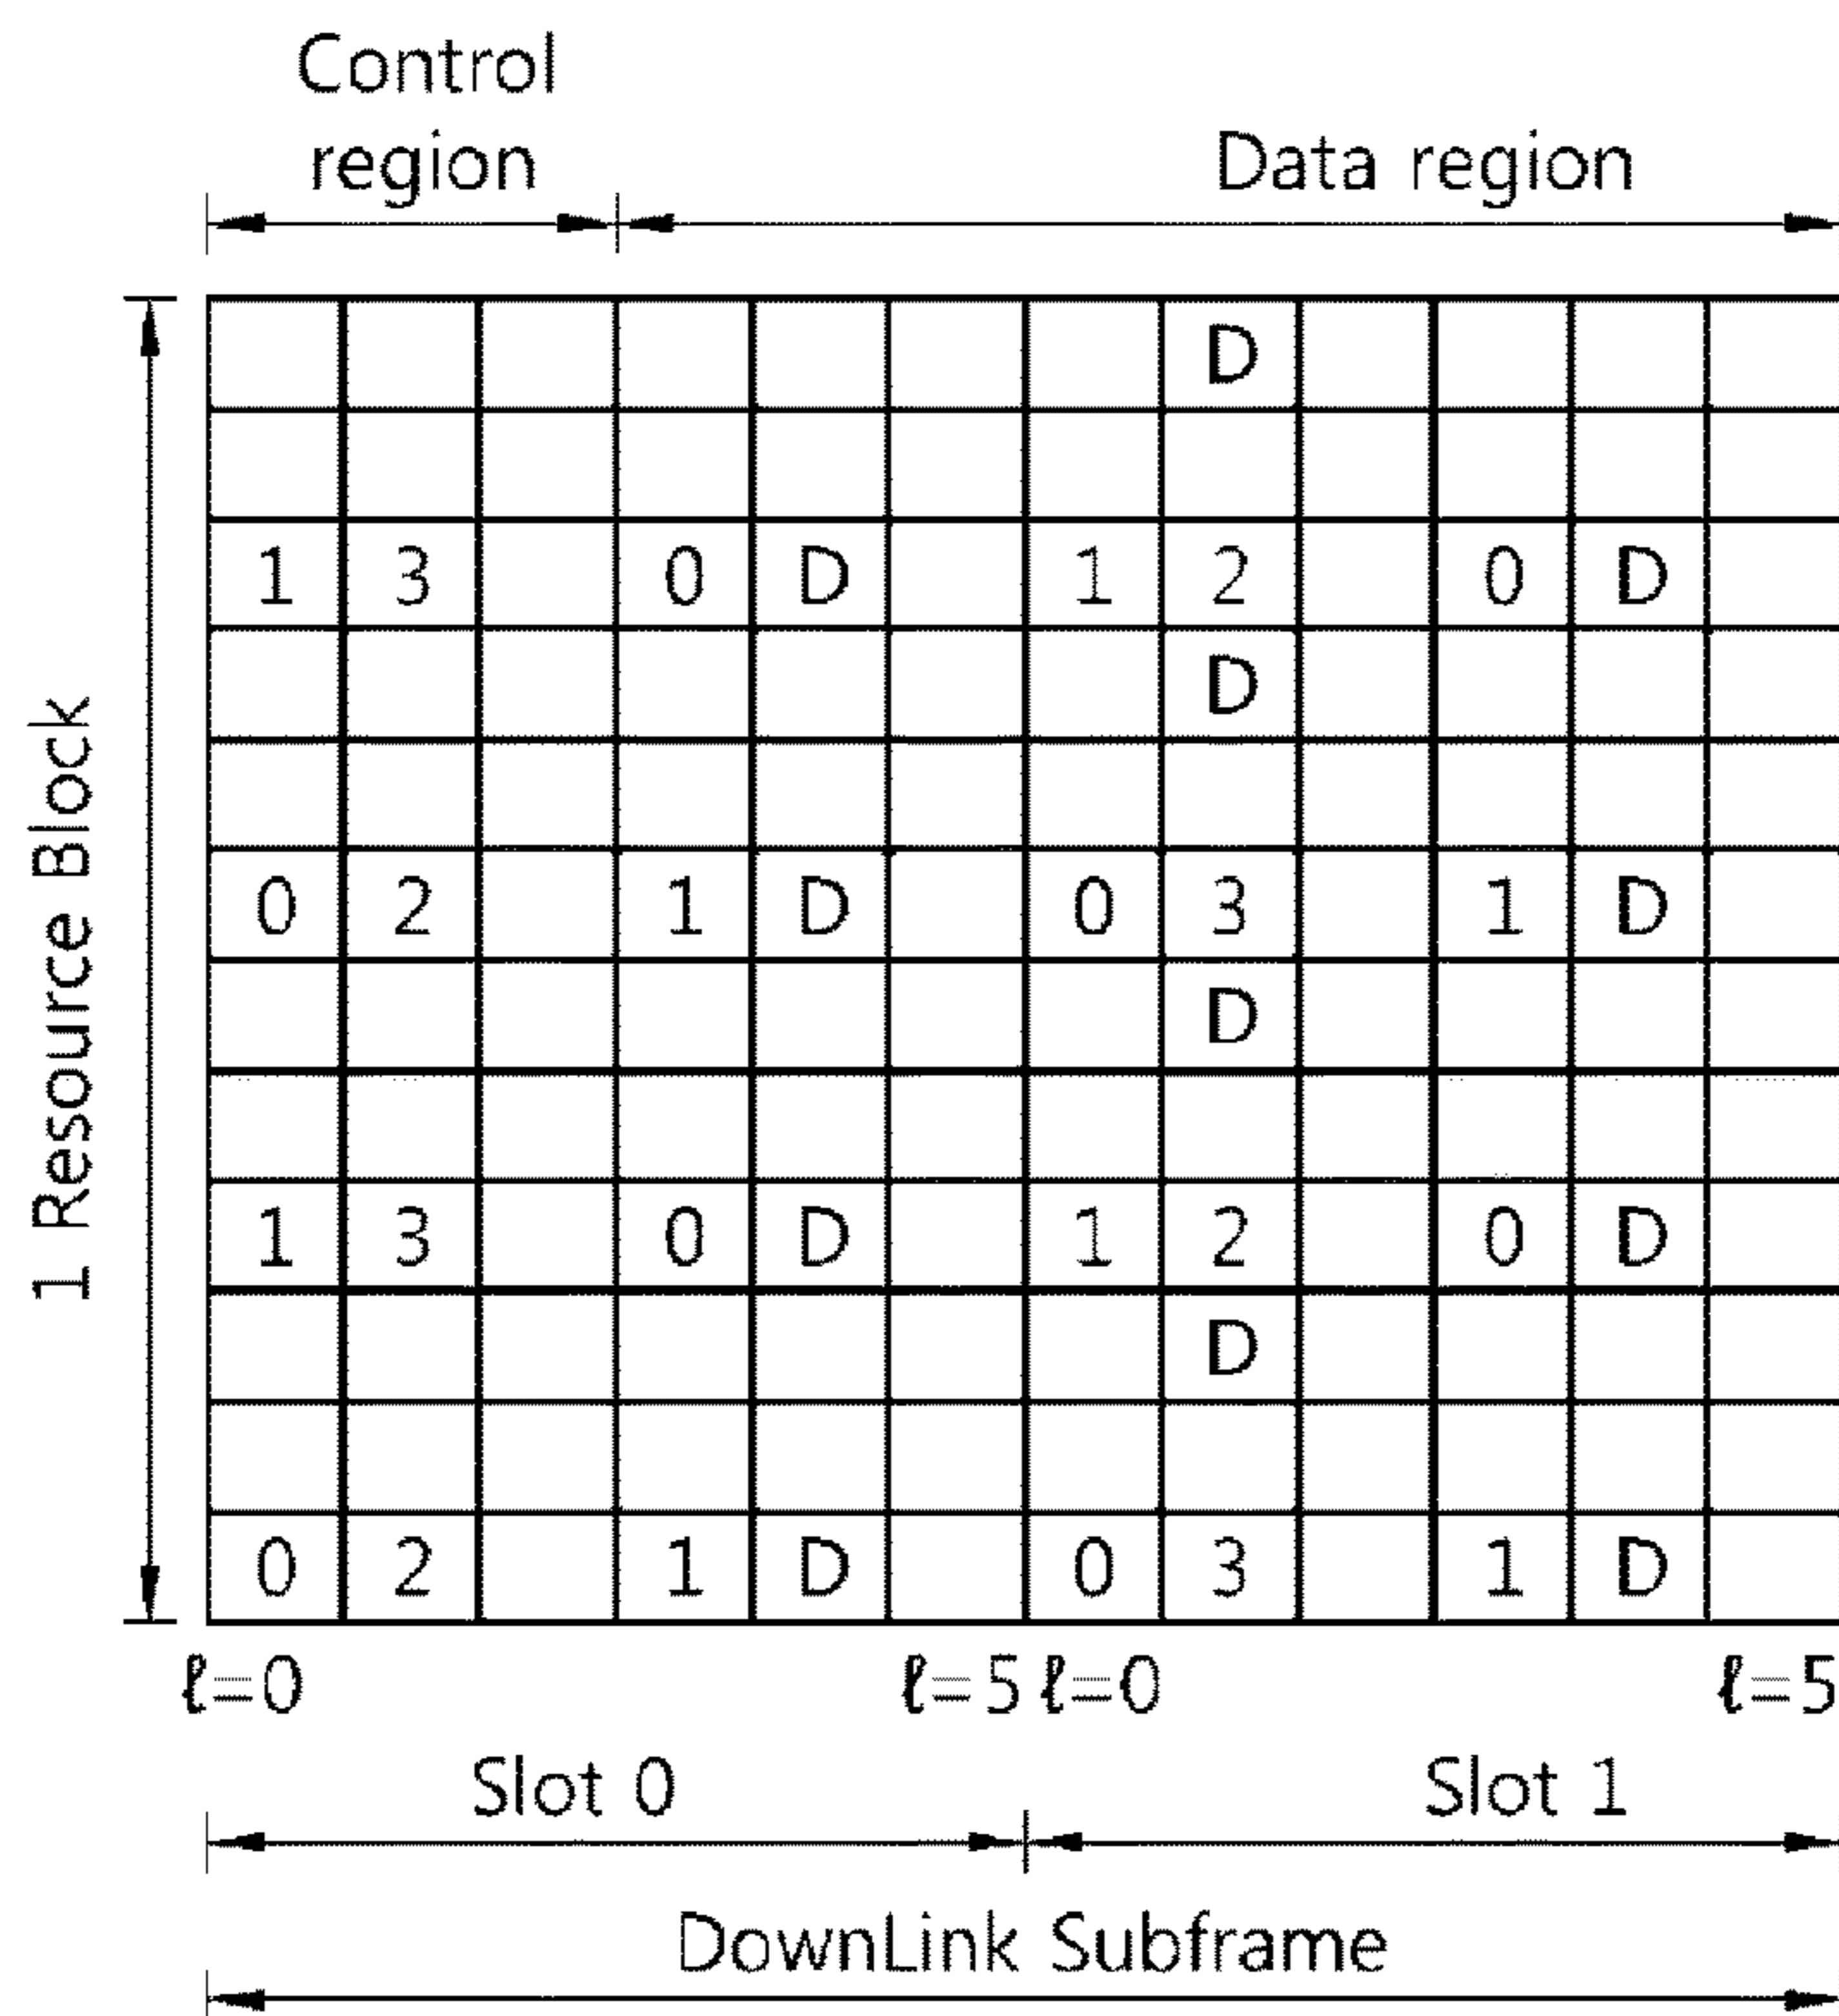 Control
region
Data region
1 Resource Block
D
1 3 0 D 1 2 0 D
D
0 2 1 D 0 3 1 D
D
1 3 0 D 1 2 0 D
D
0 2 1 D 0 3 1 D
ℓ=0 ℓ=5 ℓ=0 ℓ=5
Slot 0 Slot 1
DownLink Subframe